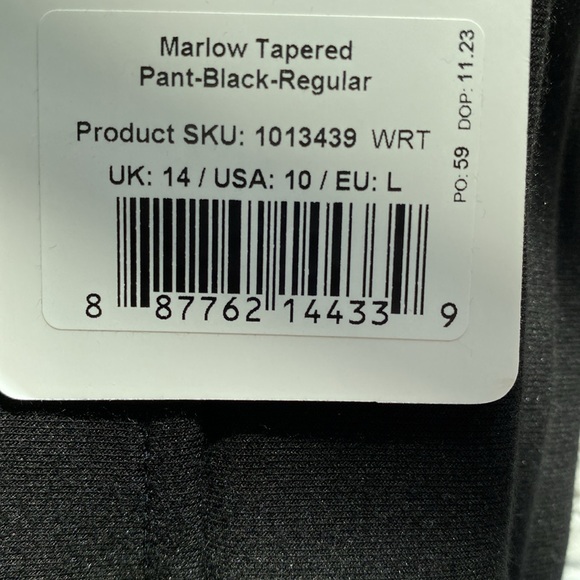 Marlow Tapered
Pant-Black-Regular
Product SKU: 1013439 WRT
UK: 14 / USA: 10 / EU: L
8 87762 14433 9
PO: 59 DOP: 11.23